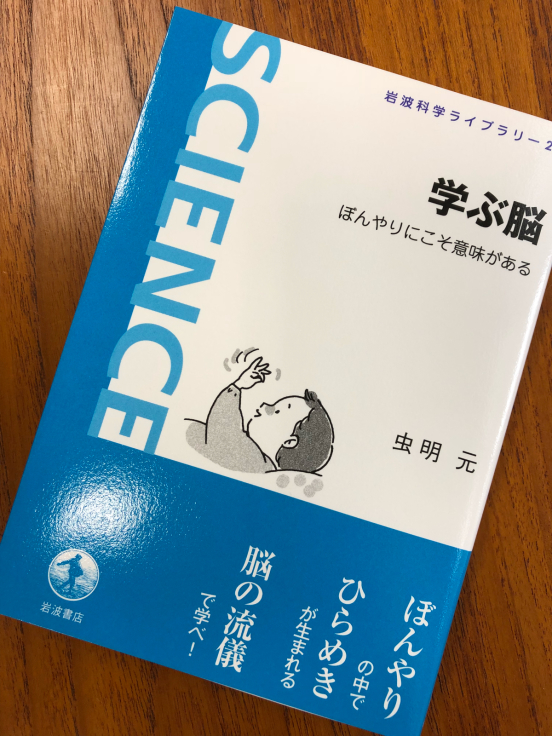 SCIENCE
岩波科学ライブラリー 2
学ぶ脳
ぼんやりにこそ意味がある
虫明 元
ぼんやり
の中で
ひらめき
が生まれる
脳の流儀
で学べ!
岩波書店